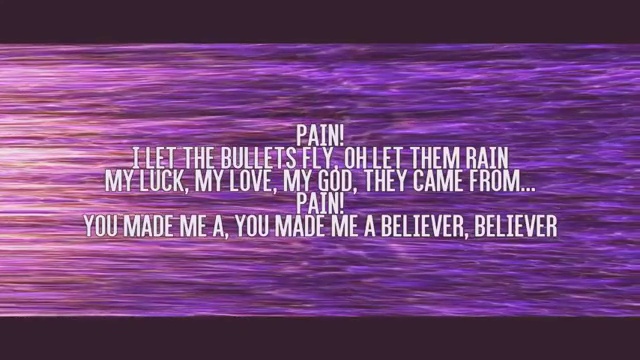 PAIN!
I LET THE BULLETS FLY, OH LET THEM RAIN
MY LUCK, MY LOVE, MY GOD, THEY CAME FROM...
PAIN!
YOU MADE ME A, YOU MADE ME A BELIEVER, BELIEVER